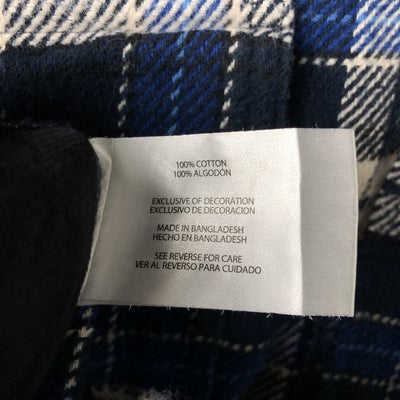 100% COTTON
100% ALGODÓN
EXCLUSIVE OF DECORATION
EXCLUSIVO DE DECORACION
MADE IN BANGLADESH
HECHO EN BANGLADESH
SEE REVERSE FOR CARE
VER AL REVERSO PARA CUIDADO